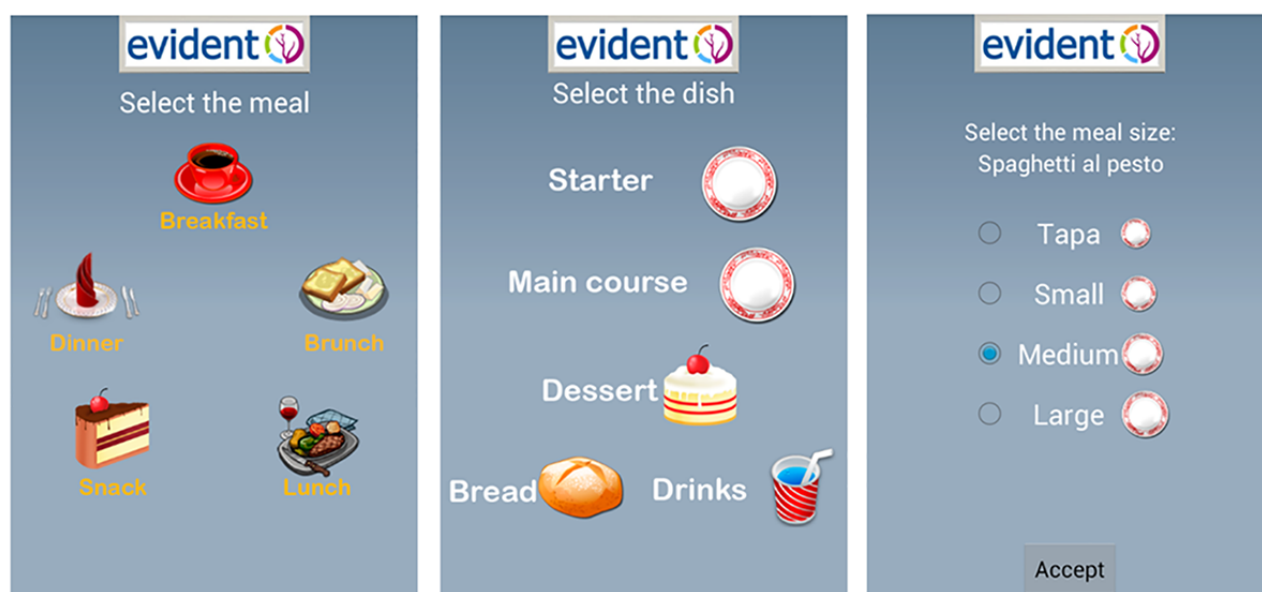 evident
Select the meal
Breakfast
Dinner
Brunch
Snack
Lunch
evident
Select the dish
Starter
Main course
Dessert
Bread
Drinks
evident
Select the meal size:
Spaghetti al pesto
Tapa
Small
Medium
Large
Accept